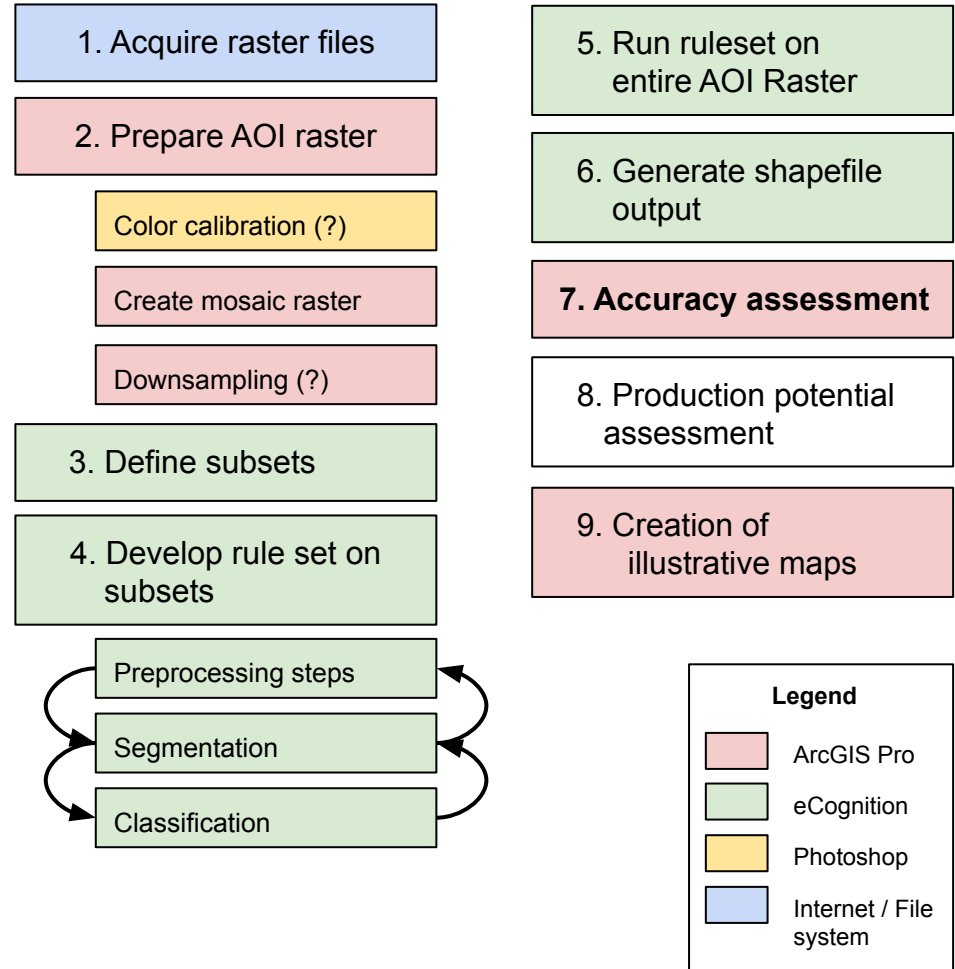 1. Acquire raster files
2. Prepare AOI raster
Color calibration (?)
Create mosaic raster
Downsampling (?)
3. Define subsets
4. Develop rule set on
subsets
Preprocessing steps
Segmentation
Classification
5. Run ruleset on
entire AOI Raster
6. Generate shapefile
output
7. Accuracy assessment
8. Production potential
assessment
9. Creation of
illustrative maps
Legend
ArcGIS Pro
eCognition
Photoshop
Internet / File
system